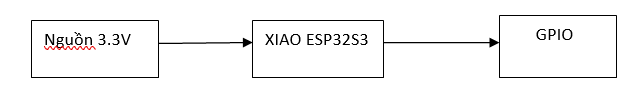 Nguồn 3.3V
XIAO ESP32S3
GPIO